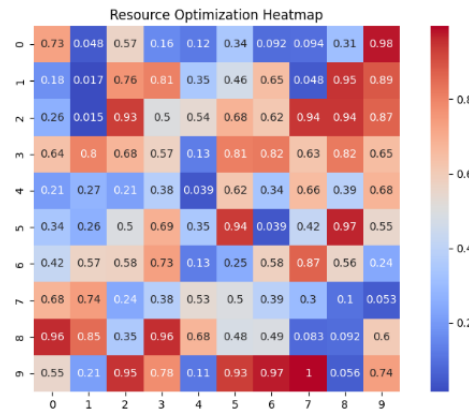 Resource Optimization Heatmap
0 0.73 0.048 0.57 0.16 0.12 0.34 0.092 0.094 0.31 0.98
1 0.18 0.017 0.76 0.81 0.35 0.46 0.65 0.048 0.95 0.89
2 0.26 0.015 0.93 0.5 0.54 0.68 0.62 0.94 0.94 0.87
3 0.64 0.8 0.68 0.57 0.13 0.81 0.82 0.63 0.82 0.65
4 0.21 0.27 0.21 0.38 0.039 0.62 0.34 0.66 0.39 0.68
5 0.34 0.26 0.5 0.69 0.35 0.94 0.039 0.42 0.97 0.55
6 0.42 0.57 0.58 0.73 0.13 0.25 0.58 0.87 0.56 0.24
7 0.68 0.74 0.24 0.38 0.53 0.5 0.39 0.3 0.1 0.053
8 0.96 0.85 0.35 0.96 0.68 0.48 0.49 0.083 0.092 0.6
9 0.55 0.21 0.95 0.78 0.11 0.93 0.97 1 0.056 0.74
0 1 2 3 4 5 6 7 8 9
0.8
0.6
0.4
0.2